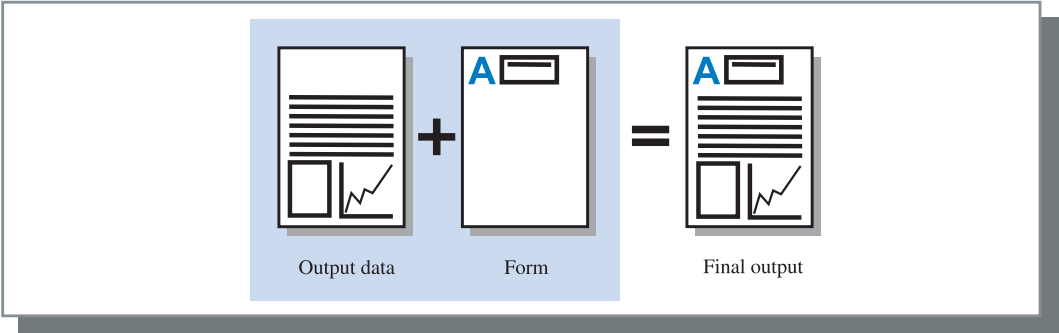 A
+
A
=
Output data
Form
Final output